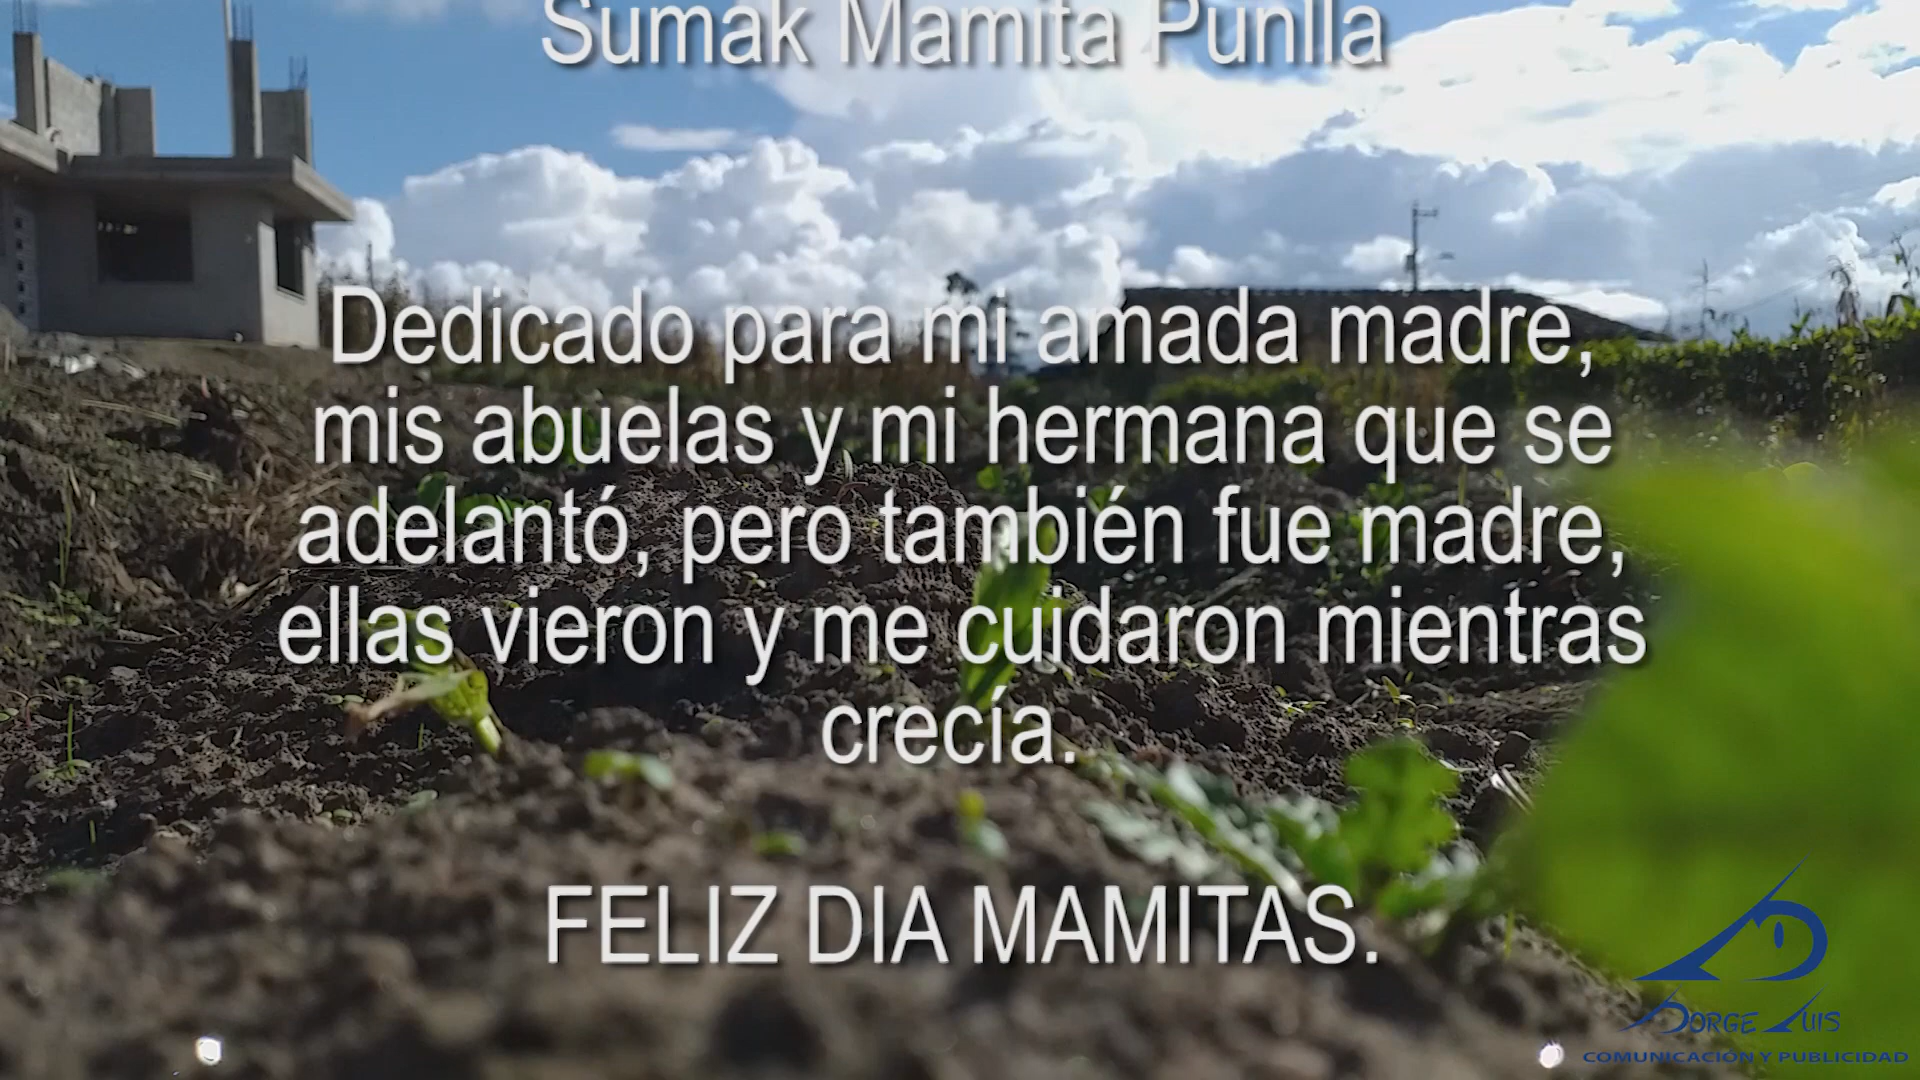 Sumak Mamita Punlla
Dedicado para mi amada madre,
mis abuelas y mi hermana que se
adelantó, pero también fue madre,
ellas vieron y me cuidaron mientras
crecía.
FELIZ DIA MAMITAS.
JORGE LUIS
COMUNICACIÓN Y PUBLICIDAD